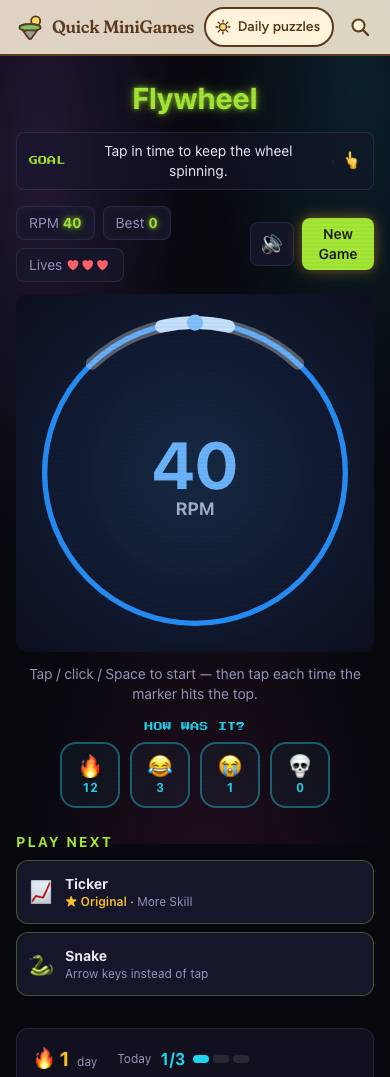 Quick MiniGames
Daily puzzles
Flywheel
GOAL
Tap in time to keep the wheel
spinning.
RPM 40
Best 0
Lives
New
Game
40
RPM
Tap / click / Space to start — then tap each time the
marker hits the top.
HOW WAS IT?
12
3
1
0
PLAY NEXT
Ticker
Original · More Skill
Snake
Arrow keys instead of tap
1 day
Today 1/3